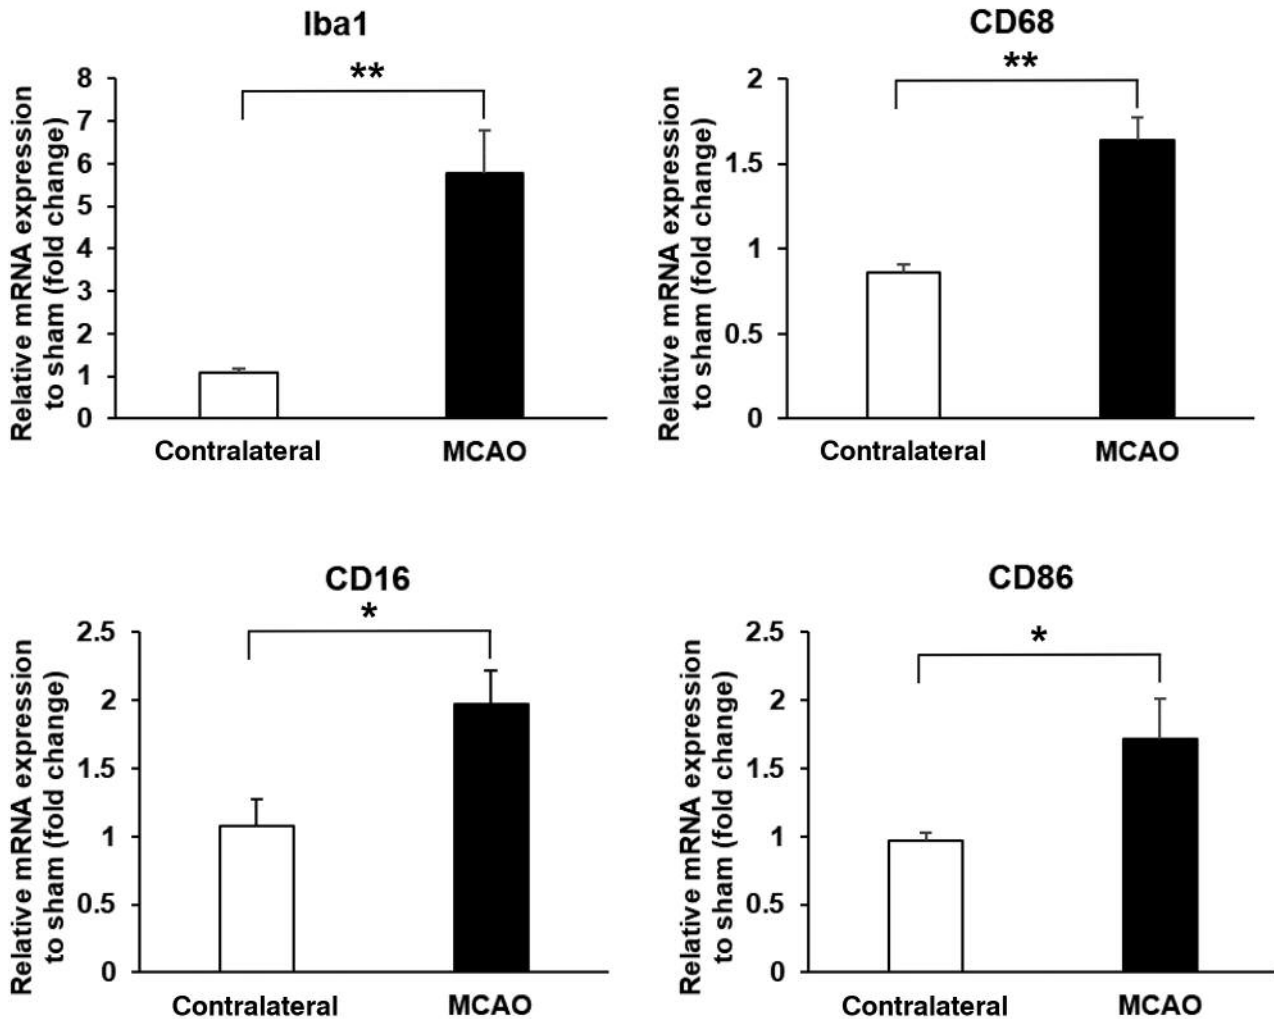 Iba1
**
Relative mRNA expression
to sham (fold change)
8
7
6
5
4
3
2
1
0
Contralateral MCAO
CD68
**
Relative mRNA expression
to sham (fold change)
2
1.5
1
0.5
0
Contralateral MCAO
CD16
*
Relative mRNA expression
to sham (fold change)
2.5
2
1.5
1
0.5
0
Contralateral MCAO
CD86
*
Relative mRNA expression
to sham (fold change)
2.5
2
1.5
1
0.5
0
Contralateral MCAO